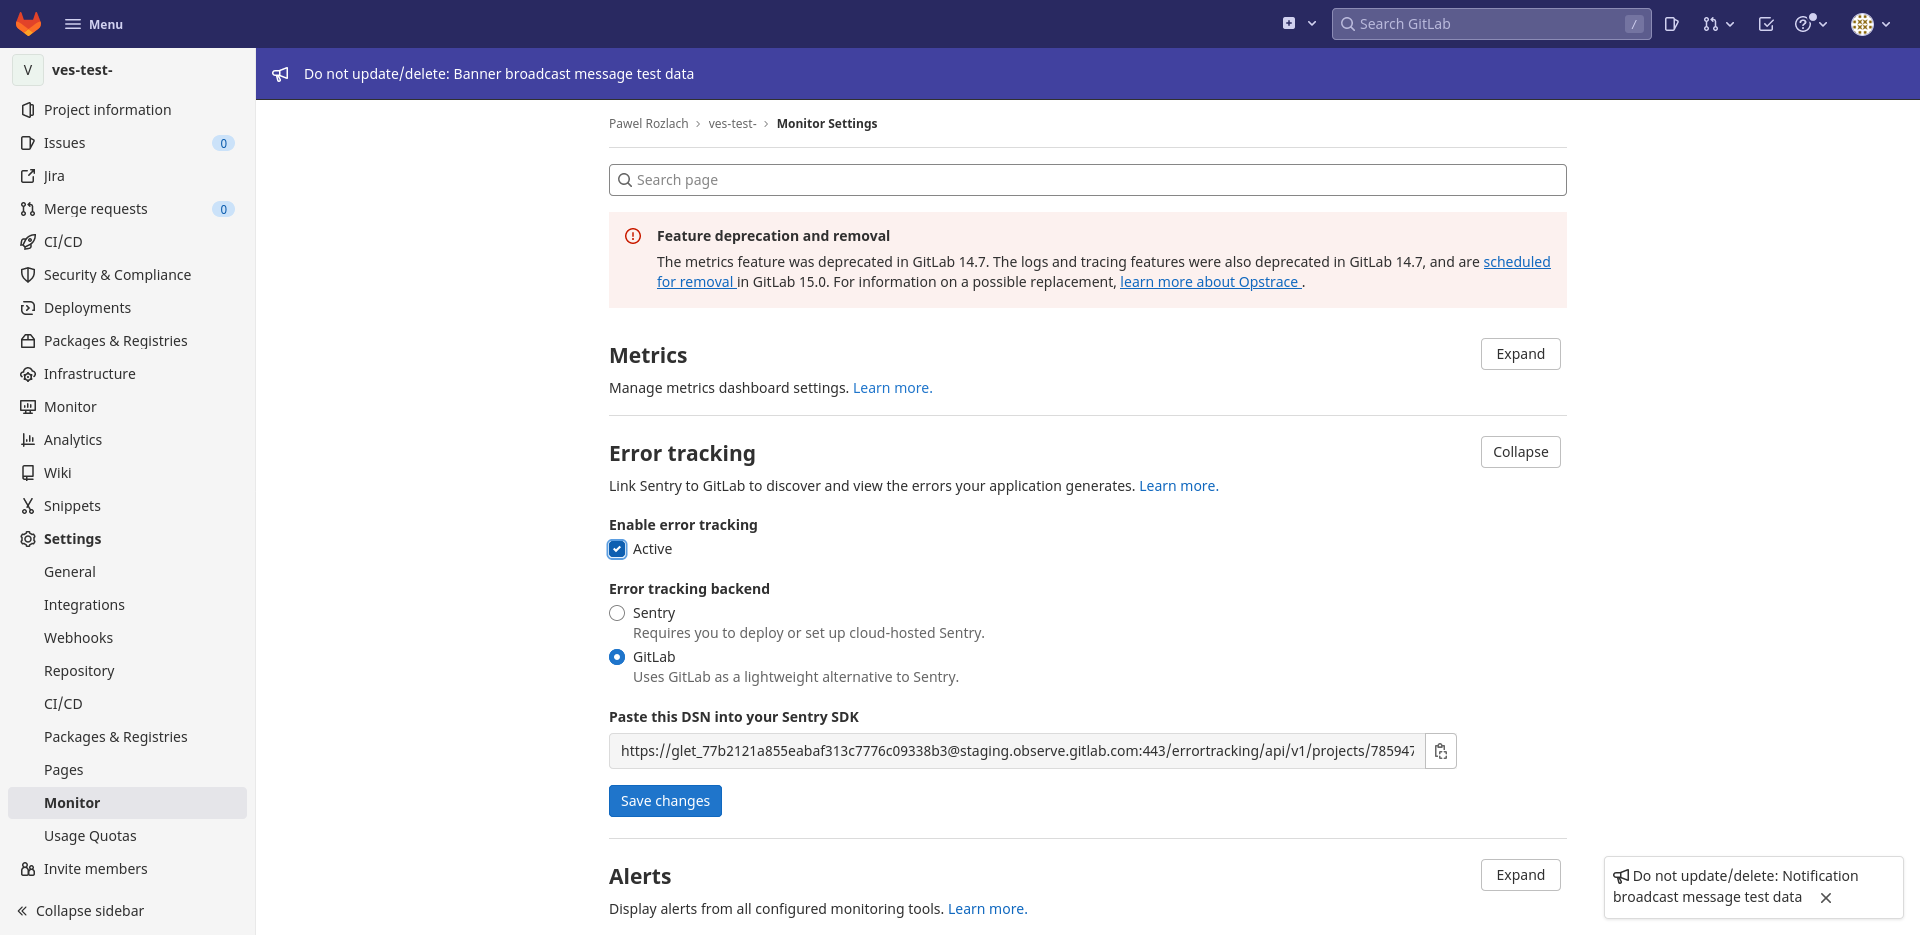 Menu
Search GitLab
/
V
ves-test-
Do not update/delete: Banner broadcast message test data
Project information
Issues
0
Jira
Merge requests
0
CI/CD
Security & Compliance
Deployments
Packages & Registries
Infrastructure
Monitor
Analytics
Wiki
Snippets
Settings
General
Integrations
Webhooks
Repository
CI/CD
Packages & Registries
Pages
Monitor
Usage Quotas
Invite members
Collapse sidebar
Pawel Rozlach › ves-test- › Monitor Settings
Search page
Feature deprecation and removal
The metrics feature was deprecated in GitLab 14.7. The logs and tracing features were also deprecated in GitLab 14.7, and are scheduled
for removal in GitLab 15.0. For information on a possible replacement, learn more about Opstrace .
Metrics
Expand
Manage metrics dashboard settings. Learn more.
Error tracking
Collapse
Link Sentry to GitLab to discover and view the errors your application generates. Learn more.
Enable error tracking
Active
Error tracking backend
Sentry
Requires you to deploy or set up cloud-hosted Sentry.
GitLab
Uses GitLab as a lightweight alternative to Sentry.
Paste this DSN into your Sentry SDK
https://glet_77b2121a855eabaf313c7776c09338b3@staging.observe.gitlab.com:443/errortracking/api/v1/projects/785947
Save changes
Alerts
Expand
Display alerts from all configured monitoring tools. Learn more.
Do not update/delete: Notification
broadcast message test data